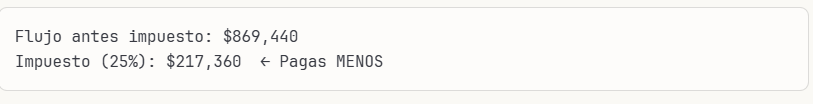 Flujo antes impuesto: $869,440
Impuesto (25%): $217,360  ← Pagas MENOS